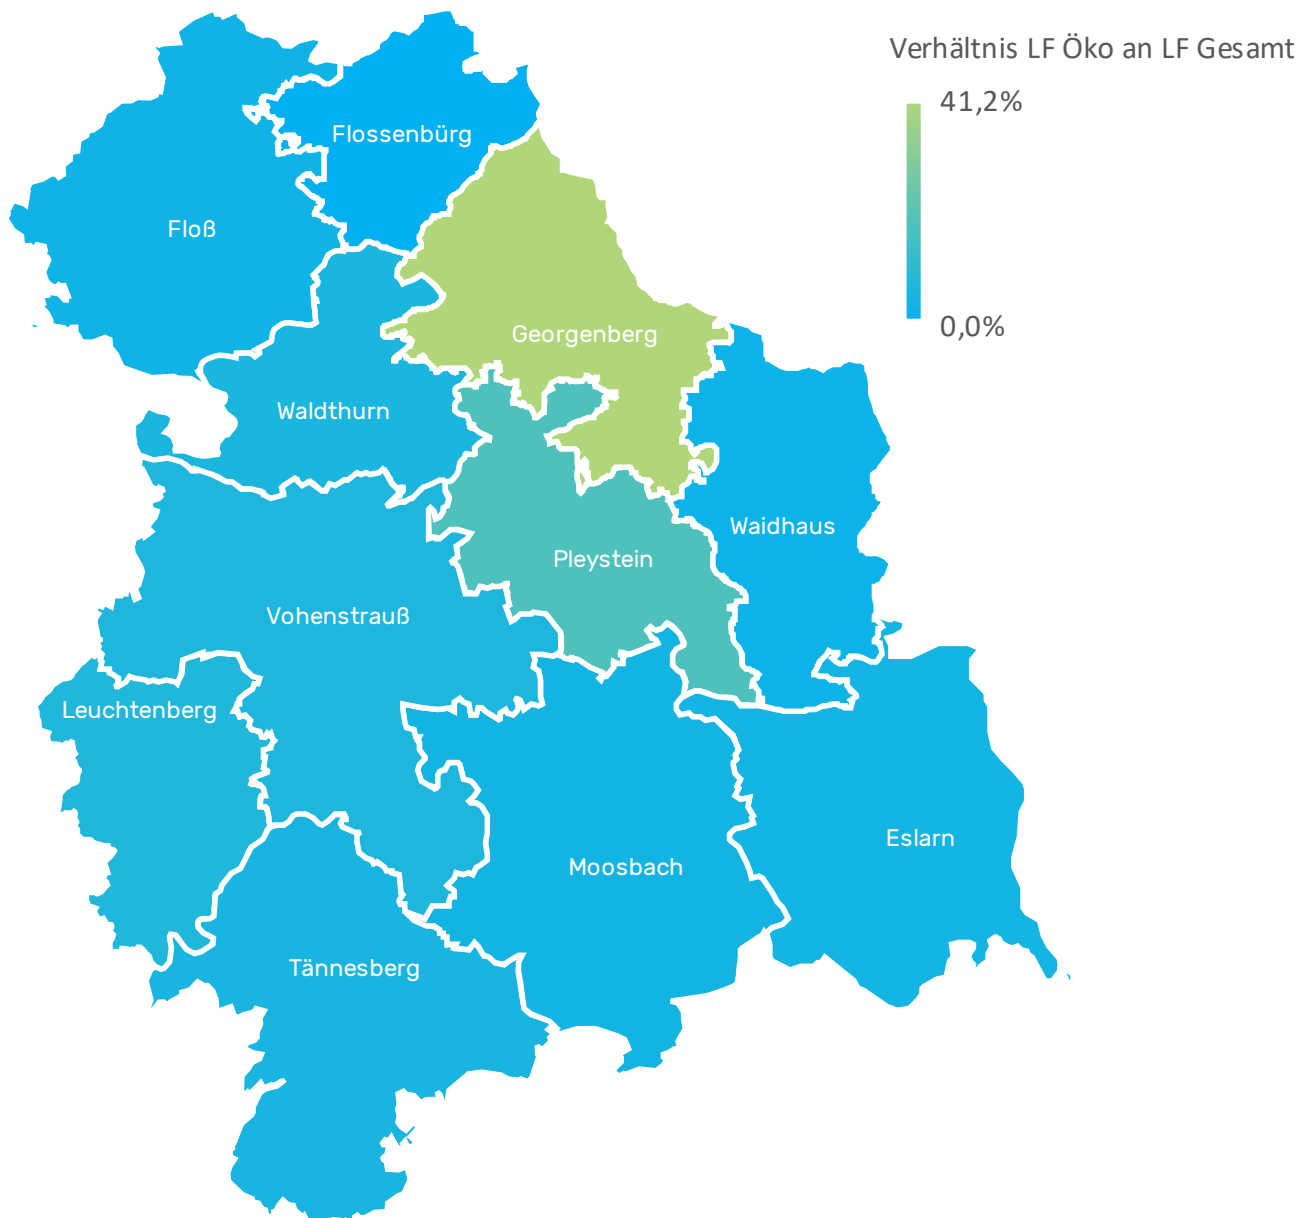 Verhältnis LF Öko an LF Gesamt
41,2%
0,0%
Flossenbürg
Floß
Georgenberg
Waldthurn
Waidhaus
Pleystein
Vohenstrauß
Leuchtenberg
Eslarn
Moosbach
Tännesberg